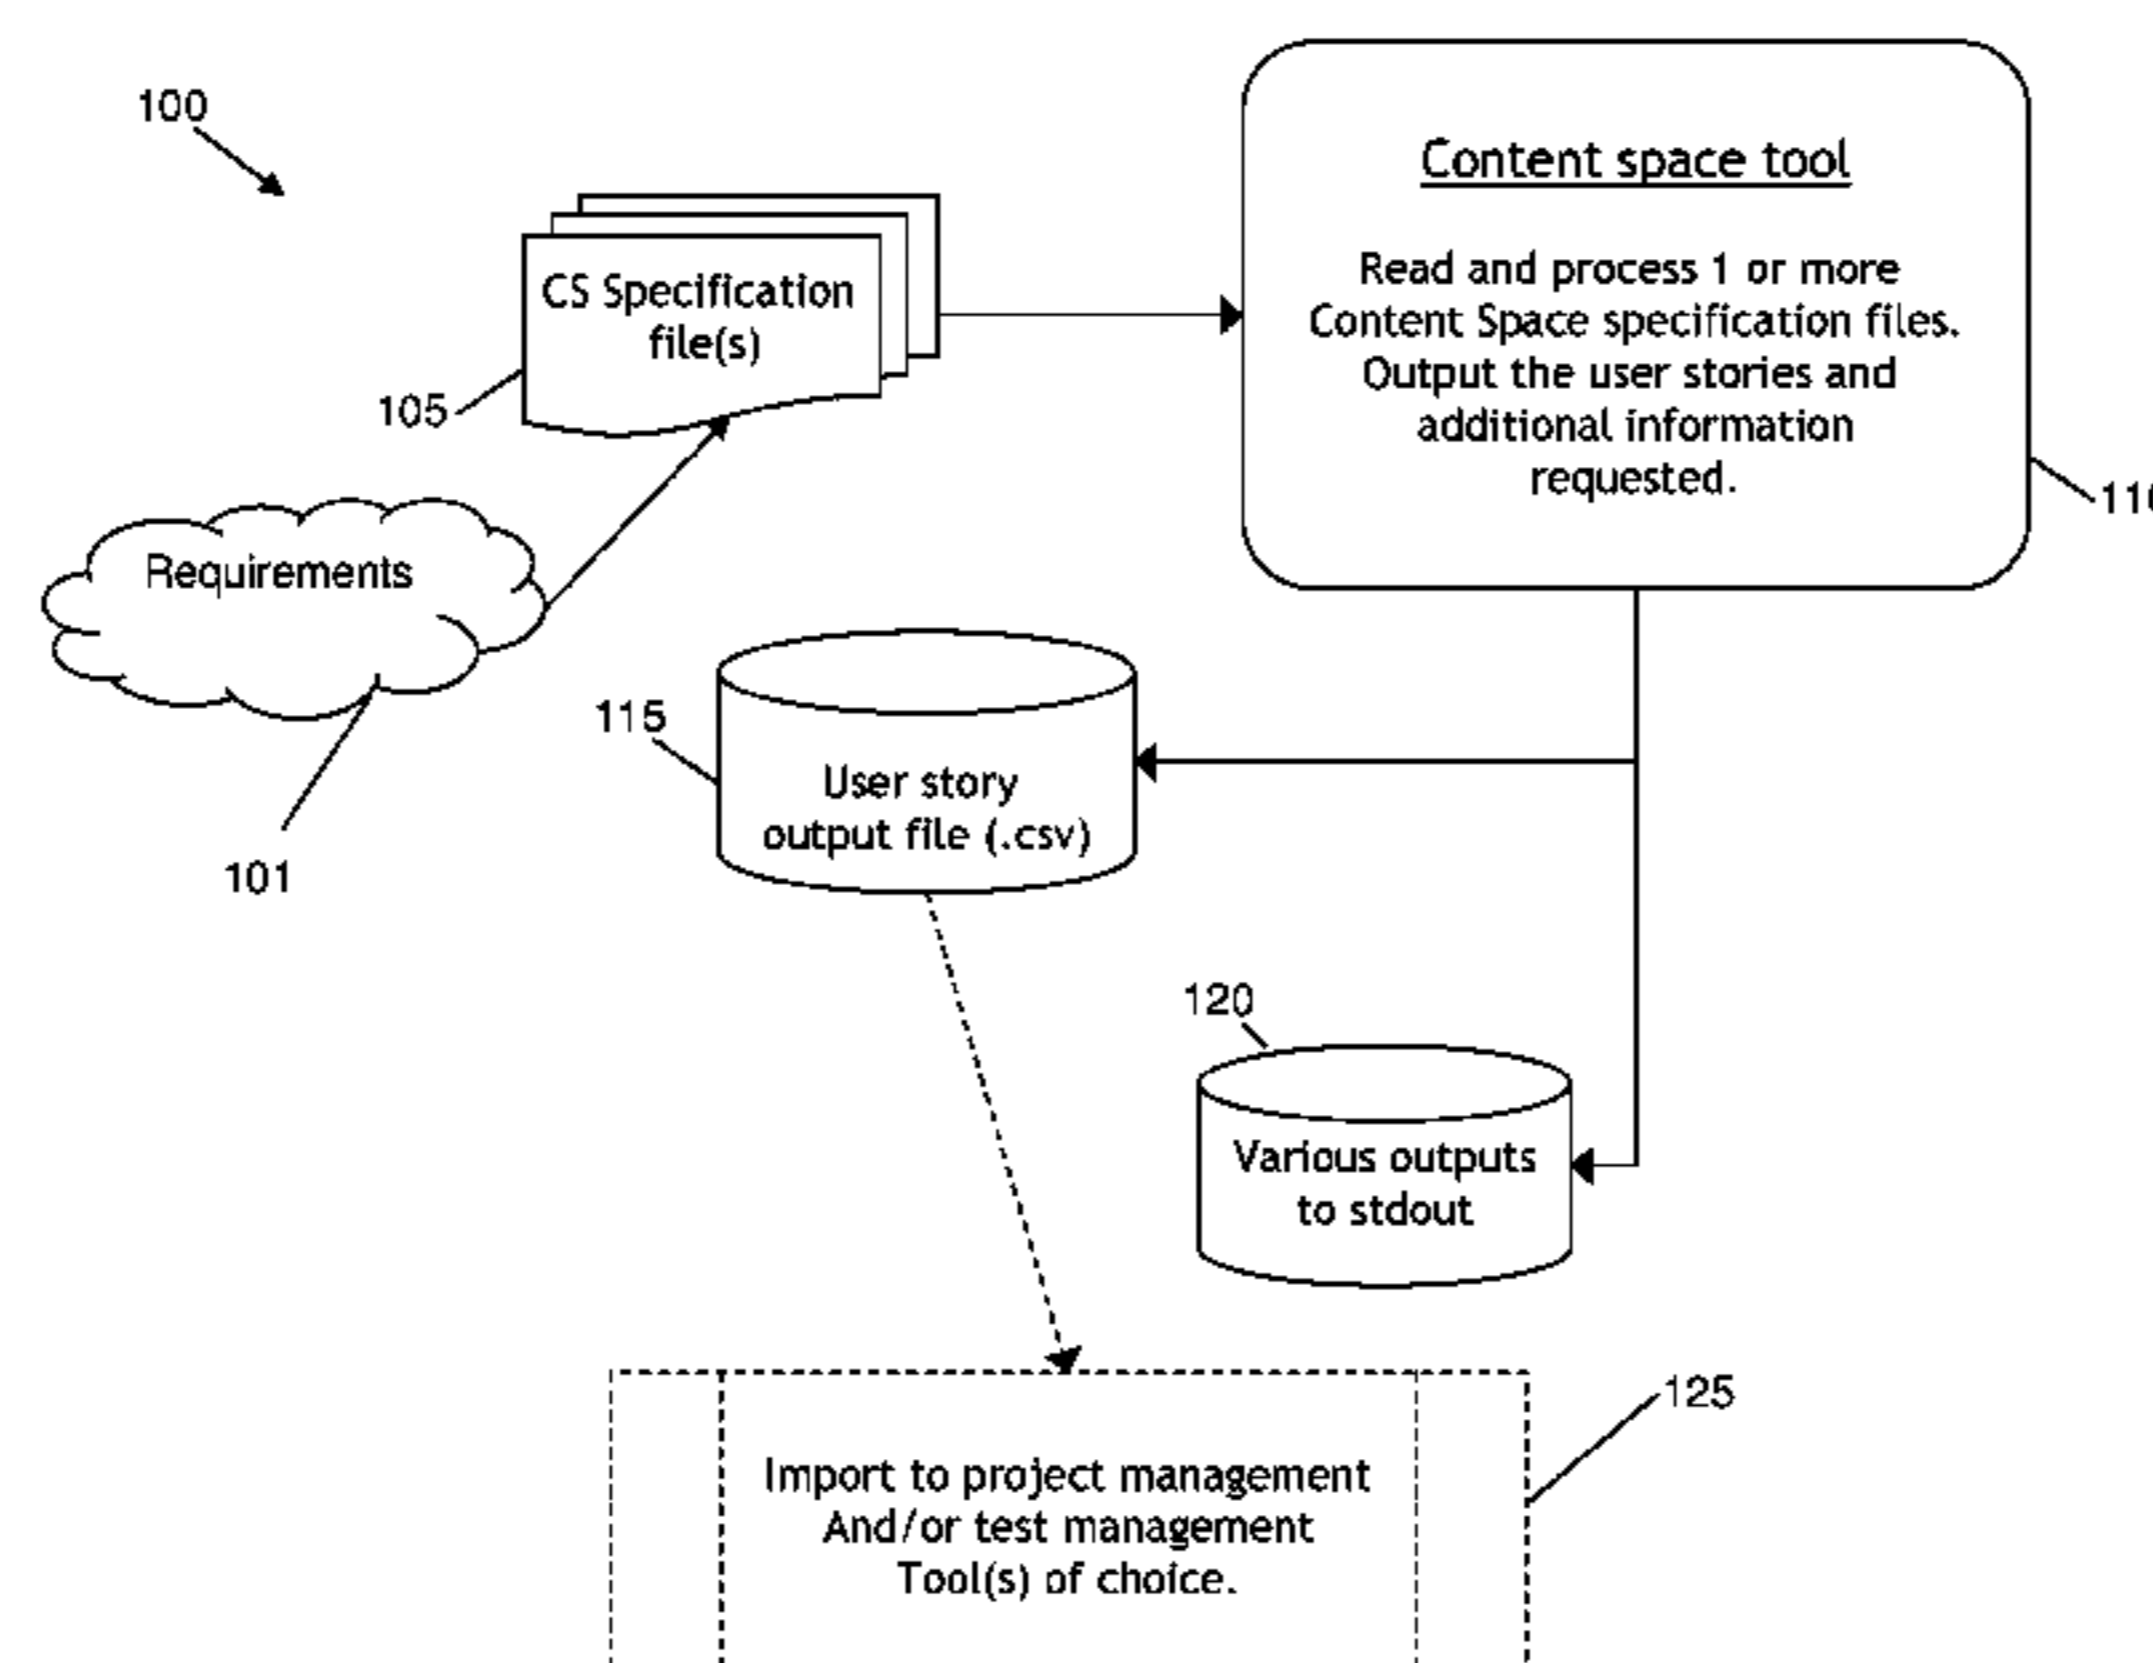 100
Content space tool
Read and process 1 or more
Content Space specification files.
Output the user stories and
additional information
requested.
110
CS Specification
file(s)
105
Requirements
101
115
User story
output file (.csv)
120
Various outputs
to stdout
125
Import to project management
And/or test management
Tool(s) of choice.